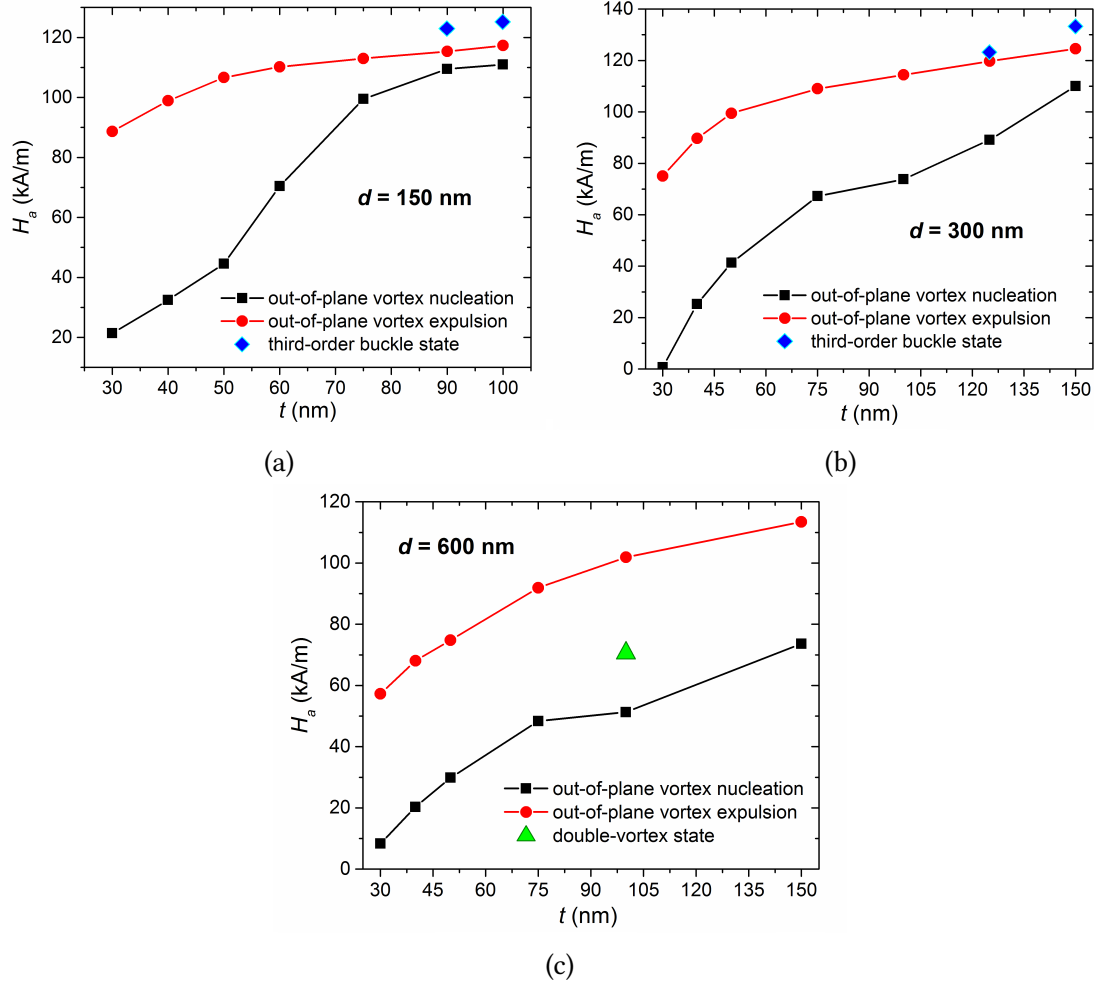 120
100
80
60
40
20
H_a (kA/m)
d = 150 nm
out-of-plane vortex nucleation
out-of-plane vortex expulsion
third-order buckle state
30 40 50 60 70 80 90 100
t (nm)
(a)
140
120
100
80
60
40
20
0
H_a (kA/m)
d = 300 nm
out-of-plane vortex nucleation
out-of-plane vortex expulsion
third-order buckle state
30 45 60 75 90 105 120 135 150
t (nm)
(b)
120
100
80
60
40
20
0
H_a (kA/m)
d = 600 nm
out-of-plane vortex nucleation
out-of-plane vortex expulsion
double-vortex state
30 45 60 75 90 105 120 135 150
t (nm)
(c)